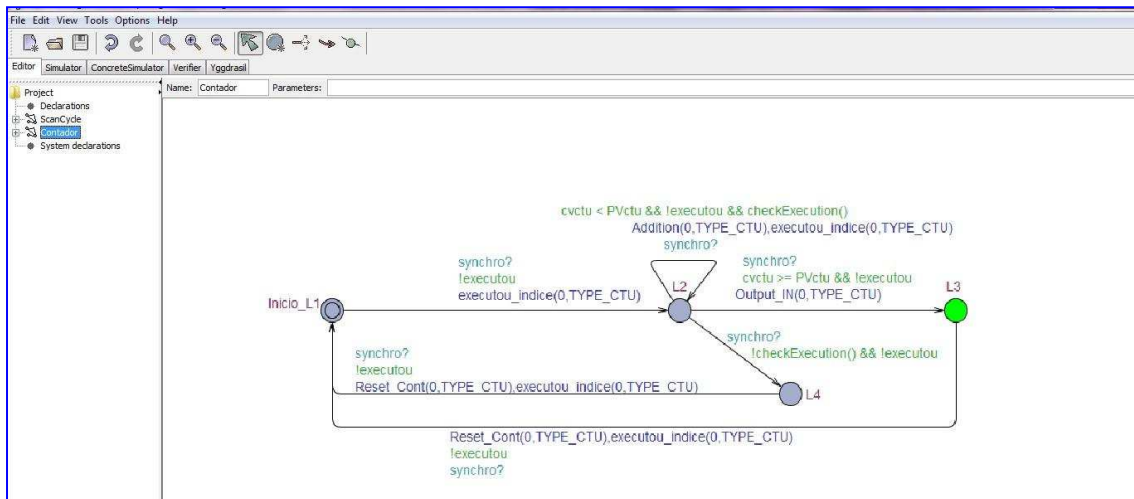 File Edit View Tools Options Help
Editor Simulator ConcreteSimulator Verifier Yggdrasil
Project
Declarations
ScanCycle
Contador
System declarations
Name: Contador Parameters:
cvctu < PVctu && !executou && checkExecution()
Addition(0,TYPE_CTU),executou_indice(0,TYPE_CTU)
synchro?
synchro?
!executou
executou_indice(0,TYPE_CTU)
synchro?
cvctu >= PVctu && !executou
Output_IN(0,TYPE_CTU)
Inicio_L1
L2
L3
synchro?
!checkExecution() && !executou
L4
synchro?
!executou
Reset_Cont(0,TYPE_CTU),executou_indice(0,TYPE_CTU)
Reset_Cont(0,TYPE_CTU),executou_indice(0,TYPE_CTU)
!executou
synchro?